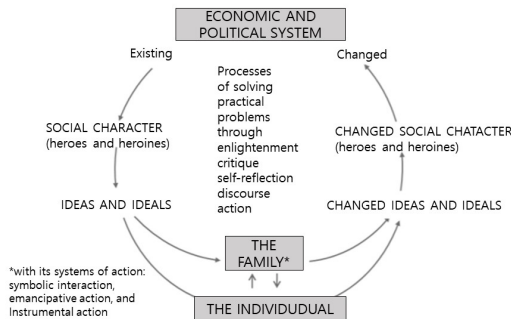 ECONOMIC AND
POLITICAL SYSTEM
Existing
Changed
Processes
of solving
practical
problems
through
enlightenment
critique
self-reflection
discourse
action
SOCIAL CHARACTER
(heroes and heroines)
CHANGED SOCIAL CHATACTER
(heroes and heroines)
IDEAS AND IDEALS
CHANGED IDEAS AND IDEALS
THE
FAMILY*
*with its systems of action:
symbolic interaction,
emancipative action, and
Instrumental action
THE INDIVIDUDUAL